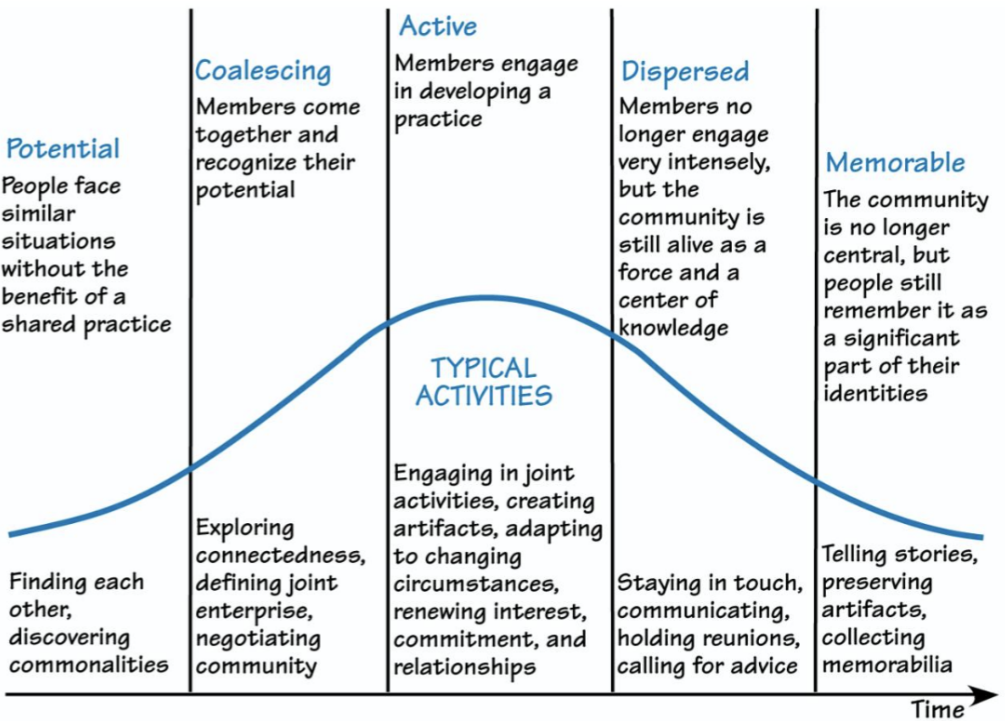 Potential
People face
similar
situations
without the
benefit of a
shared practice
Coalescing
Members come
together and
recognize their
potential
Active
Members engage
in developing a
practice
Dispersed
Members no
longer engage
very intensely,
but the
community is
still alive as a
force and a
center of
knowledge
Memorable
The community
is no longer
central, but
people still
remember it as
a significant
part of their
identities
TYPICAL
ACTIVITIES
Finding each
other,
discovering
commonalities
Exploring
connectedness,
defining joint
enterprise,
negotiating
community
Engaging in joint
activities, creating
artifacts, adapting
to changing
circumstances,
renewing interest,
commitment, and
relationships
Staying in touch,
communicating,
holding reunions,
calling for advice
Telling stories,
preserving
artifacts,
collecting
memorabilia
Time